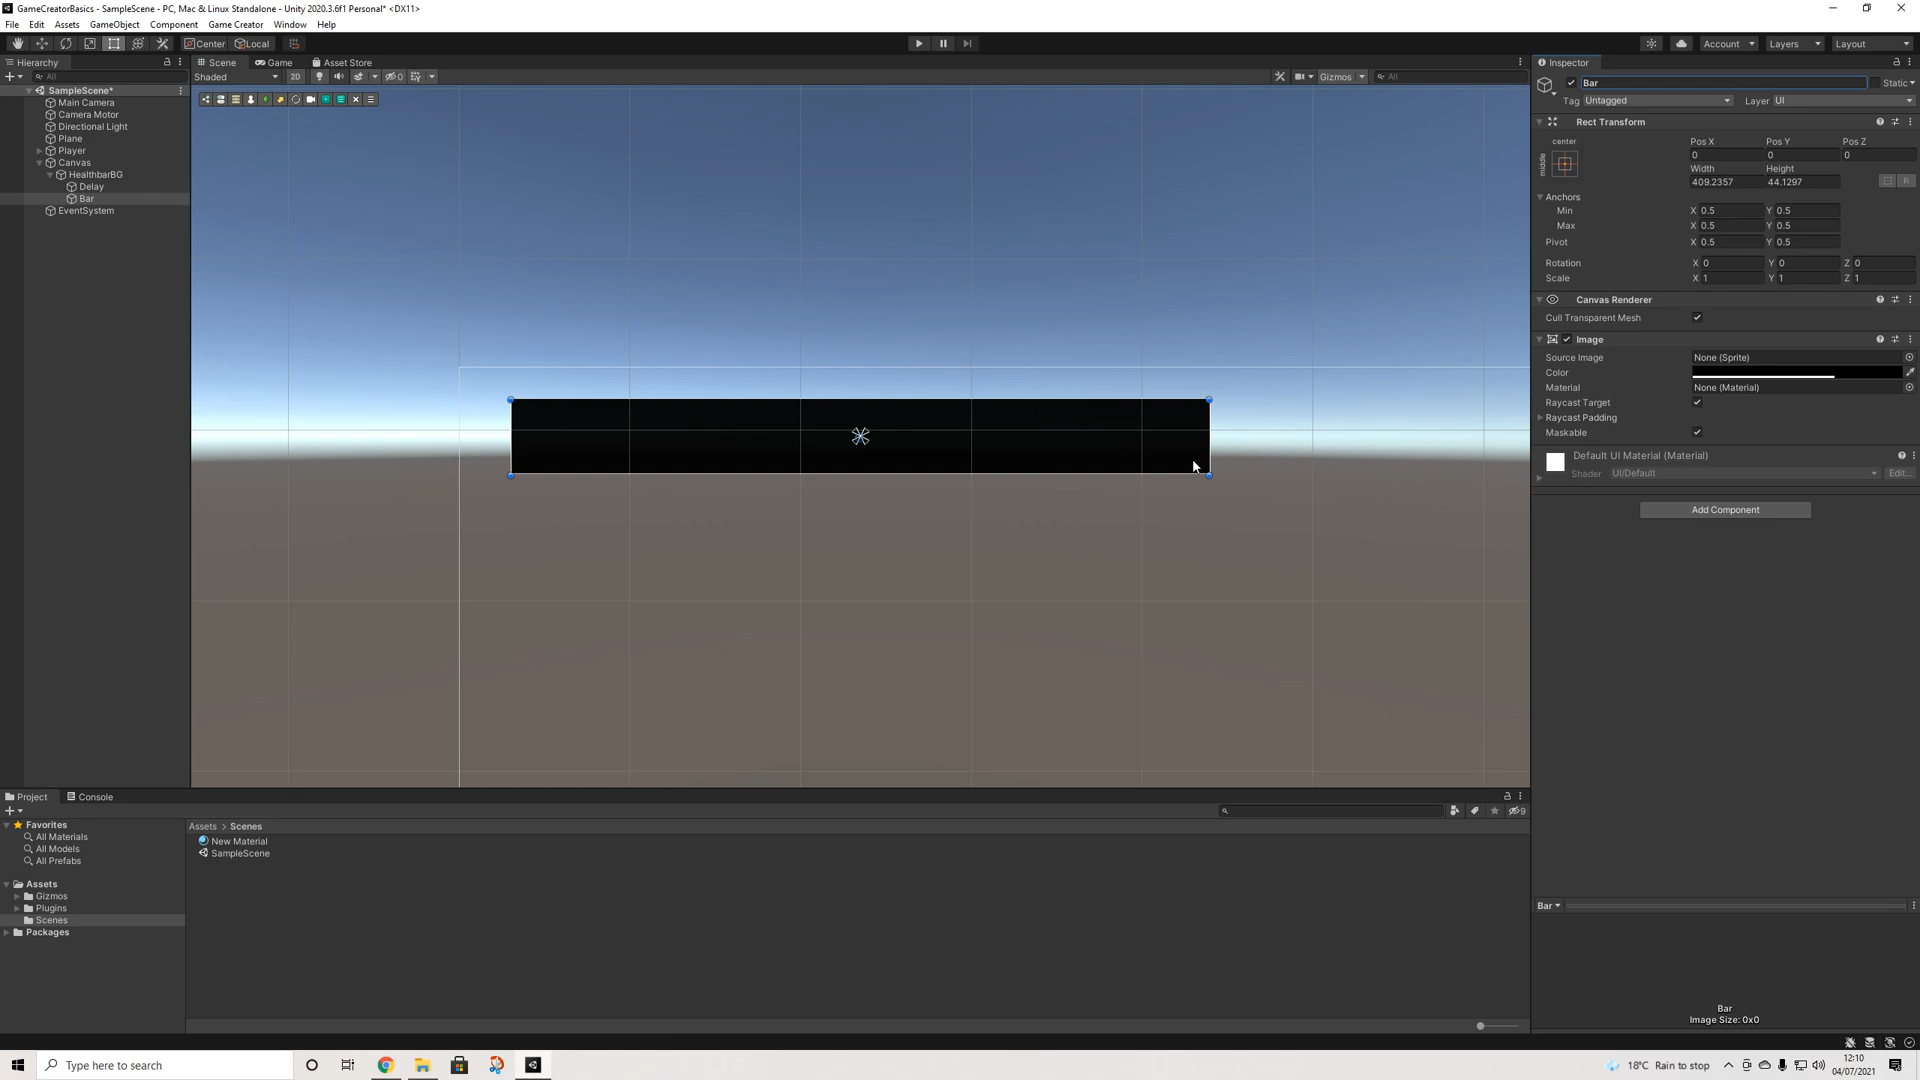 GameCreatorBasics - SampleScene - PC, Mac & Linux Standalone - Unity 2020.3.6f1 Personal* <DX11>
File Edit Assets GameObject Component Game Creator Window Help
Center Local Account Layers Layout
Hierarchy Scene Game Asset Store Inspector
All Shaded 2D 0 Gizmos All Bar Static
SampleScene* Tag Untagged Layer UI
Main Camera
Camera Motor
Directional Light
Plane
Player
Canvas
HealthbarBG
Delay
Bar
EventSystem
Rect Transform
center Pos X Pos Y Pos Z
middle 0 0 0
Width Height
409.2357 44.1297 R
Anchors
Min X 0.5 Y 0.5
Max X 0.5 Y 0.5
Pivot X 0.5 Y 0.5
Rotation X 0 Y 0 Z 0
Scale X 1 Y 1 Z 1
Canvas Renderer
Cull Transparent Mesh
Image
Source Image None (Sprite)
Color
Material None (Material)
Raycast Target
Raycast Padding
Maskable
Default UI Material (Material)
Shader UI/Default Edit...
Add Component
Project Console
9
Favorites
All Materials
All Models
All Prefabs
Assets
Gizmos
Plugins
Scenes
Packages
Assets > Scenes
New Material
SampleScene
Bar
Bar
Image Size: 0x0
Type here to search
18°C Rain to stop
12:10
04/07/2021